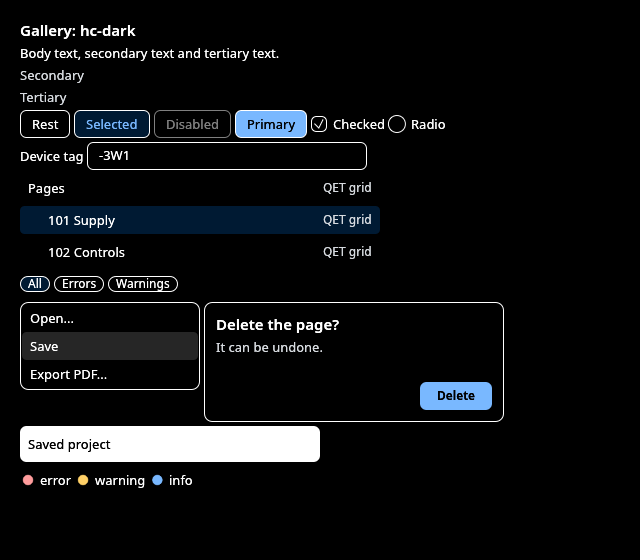 Gallery: hc-dark
Body text, secondary text and tertiary text.
Secondary
Tertiary
Rest Selected Disabled Primary Checked Radio
Device tag -3W1
Pages QET grid
101 Supply QET grid
102 Controls QET grid
All Errors Warnings
Open...
Save
Export PDF...
Delete the page?
It can be undone.
Delete
Saved project
error warning info